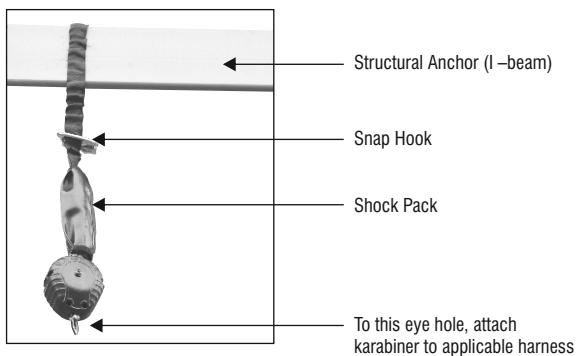 Structural Anchor (I –beam)
Snap Hook
Shock Pack
To this eye hole, attach
karabiner to applicable harness